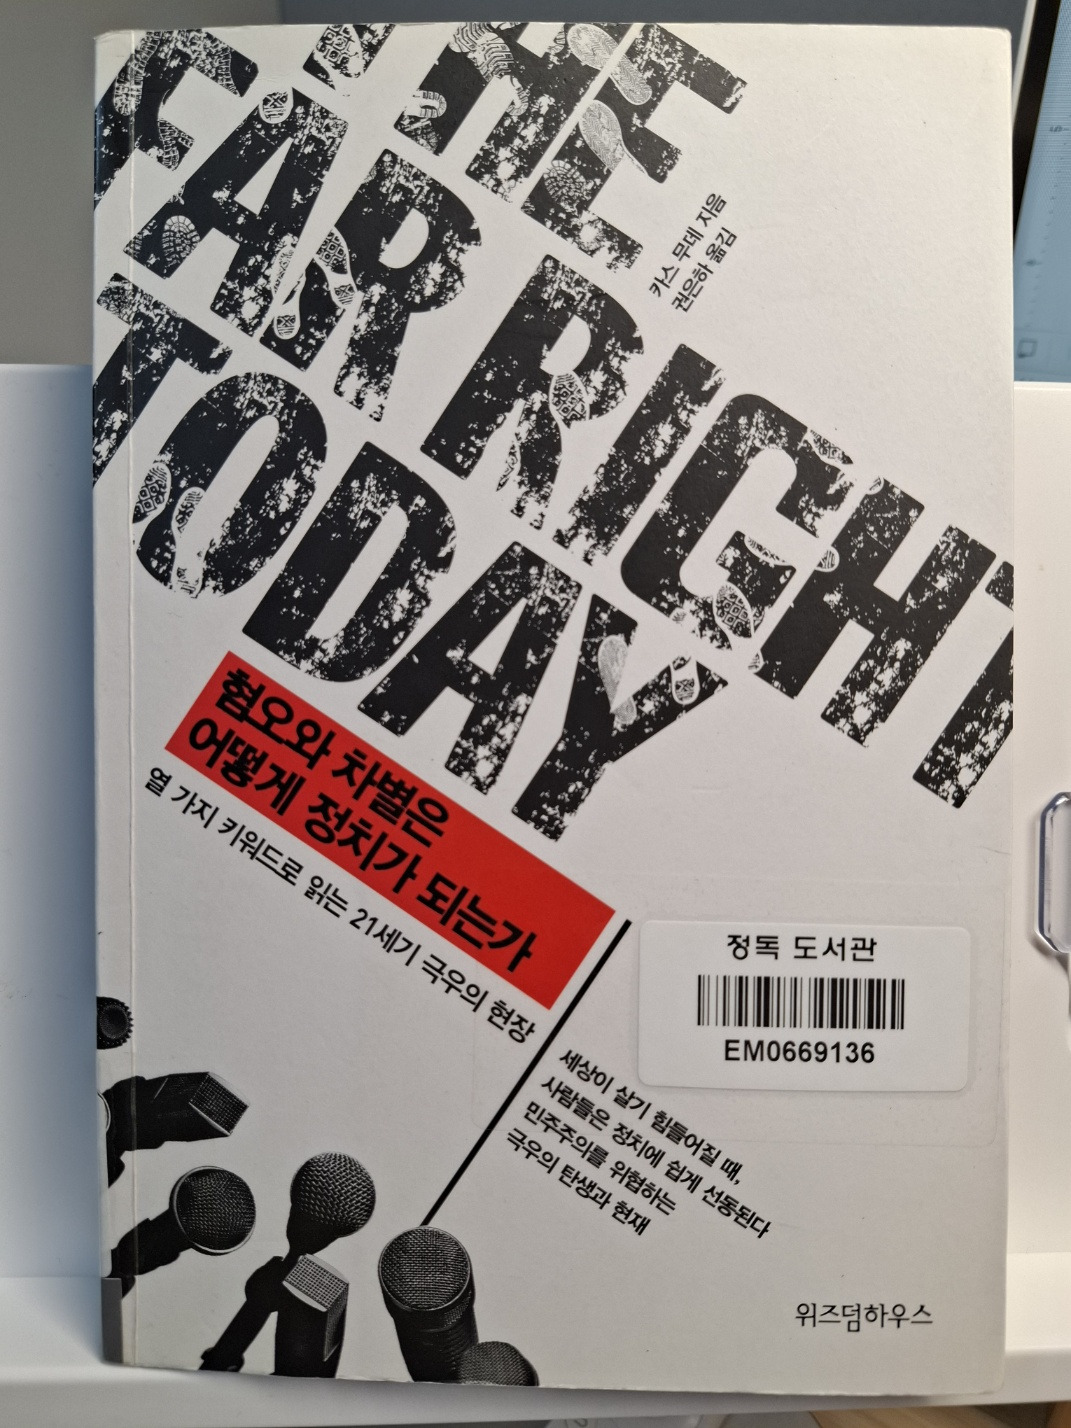 THE
FAR RIGHT
TODAY
카스 무데 지음
권은하 옮김
혐오와 차별은
어떻게 정치가 되는가
열 가지 키워드로 읽는 21세기 극우의 현장
정독 도서관
EM0669136
세상이 살기 힘들어질 때,
사람들은 정치에 쉽게 선동된다
민주주의를 위협하는
극우의 탄생과 현재
위즈덤하우스